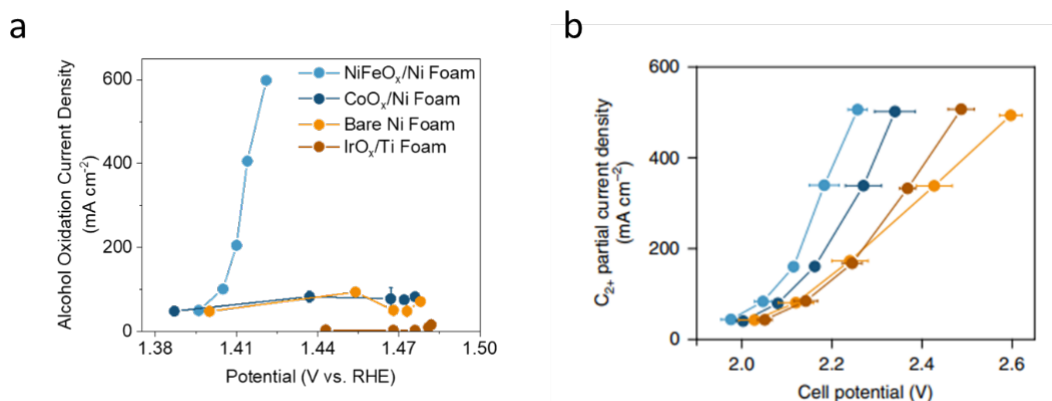 a
Alcohol Oxidation Current Density
(mA cm⁻²)
600
400
200
0
1.38
1.41
1.44
1.47
1.50
Potential (V vs. RHE)
NiFeOₓ/Ni Foam
CoOₓ/Ni Foam
Bare Ni Foam
IrOₓ/Ti Foam
b
C₂₊ partial current density
(mA cm⁻²)
600
400
200
0
2.0
2.2
2.4
2.6
Cell potential (V)